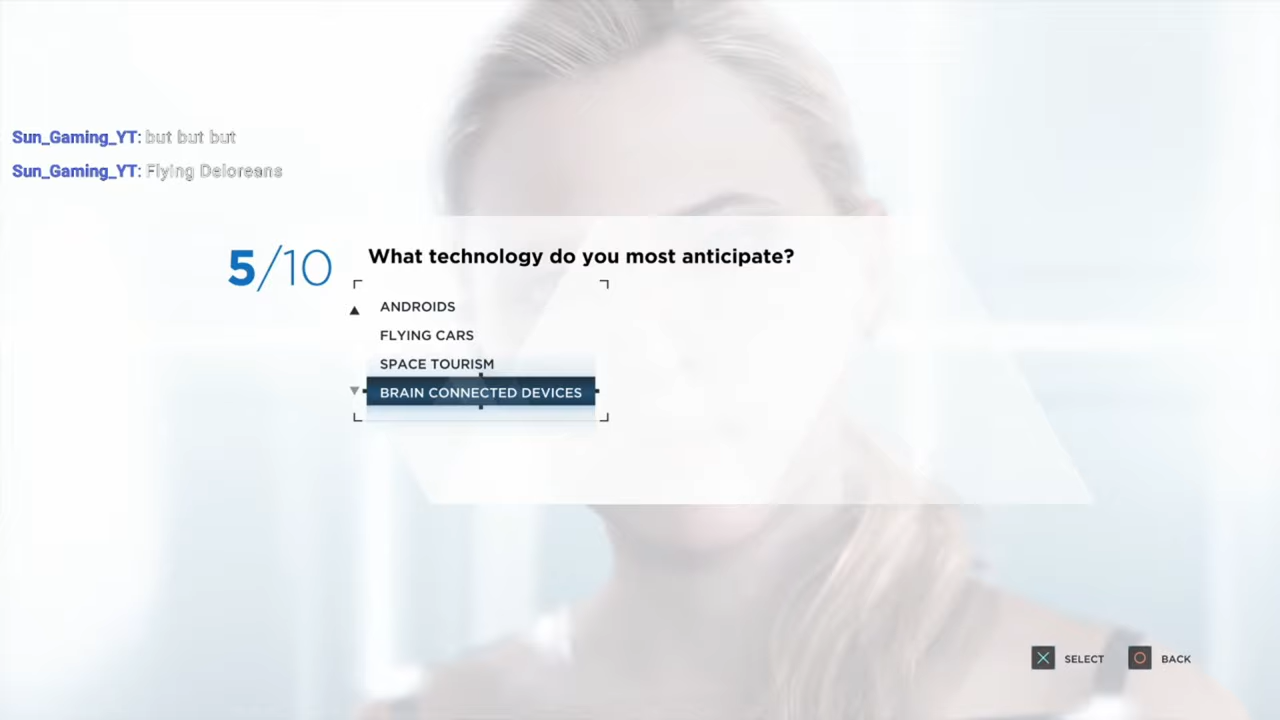 Sun_Gaming_YT: but but but
Sun_Gaming_YT: Flying Deloreans
5/10
What technology do you most anticipate?
ANDROIDS
FLYING CARS
SPACE TOURISM
BRAIN CONNECTED DEVICES
SELECT
BACK